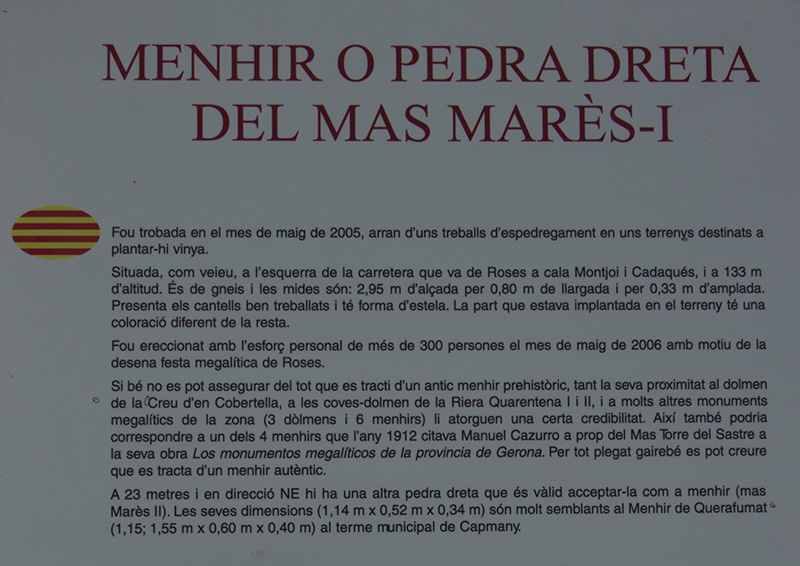 MENHIR O PEDRA DRETA
DEL MAS MARÈS-I
Fou trobada en el mes de maig de 2005, arran d'uns treballs d'espedregament en uns terrenys destinats a
plantar-hi vinya.
Situada, com veieu, a l'esquerra de la carretera que va de Roses a cala Montjoi i Cadaqués, i a 133 m
d'altitud. És de gneis i les mides són: 2,95 m d'alçada per 0,80 m de llargada i per 0,33 m d'amplada.
Presenta els cantells ben treballats i té forma d'estela. La part que estava implantada en el terreny té una
coloració diferent de la resta.
Fou ereccionat amb l'esforç personal de més de 300 persones el mes de maig de 2006 amb motiu de la
desena festa megalítica de Roses.
Si bé no es pot assegurar del tot que es tracti d'un antic menhir prehistòric, tant la seva proximitat al dolmen
de la Creu d'en Cobertella, a les coves-dolmen de la Riera Quarentena I i II, i a molts altres monuments
megalítics de la zona (3 dòlmens i 6 menhirs) li atorguen una certa credibilitat. Així també podria
correspondre a un dels 4 menhirs que l'any 1912 citava Manuel Cazurro a prop del Mas Torre del Sastre a
la seva obra Los monumentos megalíticos de la provincia de Gerona. Per tot plegat gairebé es pot creure
que es tracta d'un menhir autèntic.
A 23 metres i en direcció NE hi ha una altra pedra dreta que és vàlid acceptar-la com a menhir (mas
Marès II). Les seves dimensions (1,14 m x 0,52 m x 0,34 m) són molt semblants al Menhir de Querafumat
(1,15; 1,55 m x 0,60 m x 0,40 m) al terme municipal de Capmany.